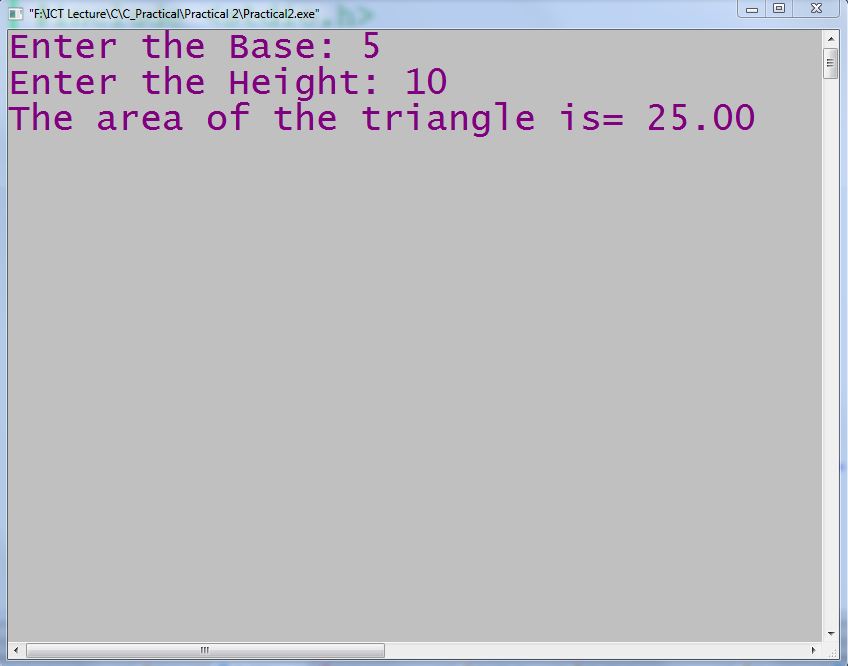 "F:\ICT Lecture\C\C_Practical\Practical 2\Practical2.exe"
Enter the Base: 5
Enter the Height: 10
The area of the triangle is= 25.00